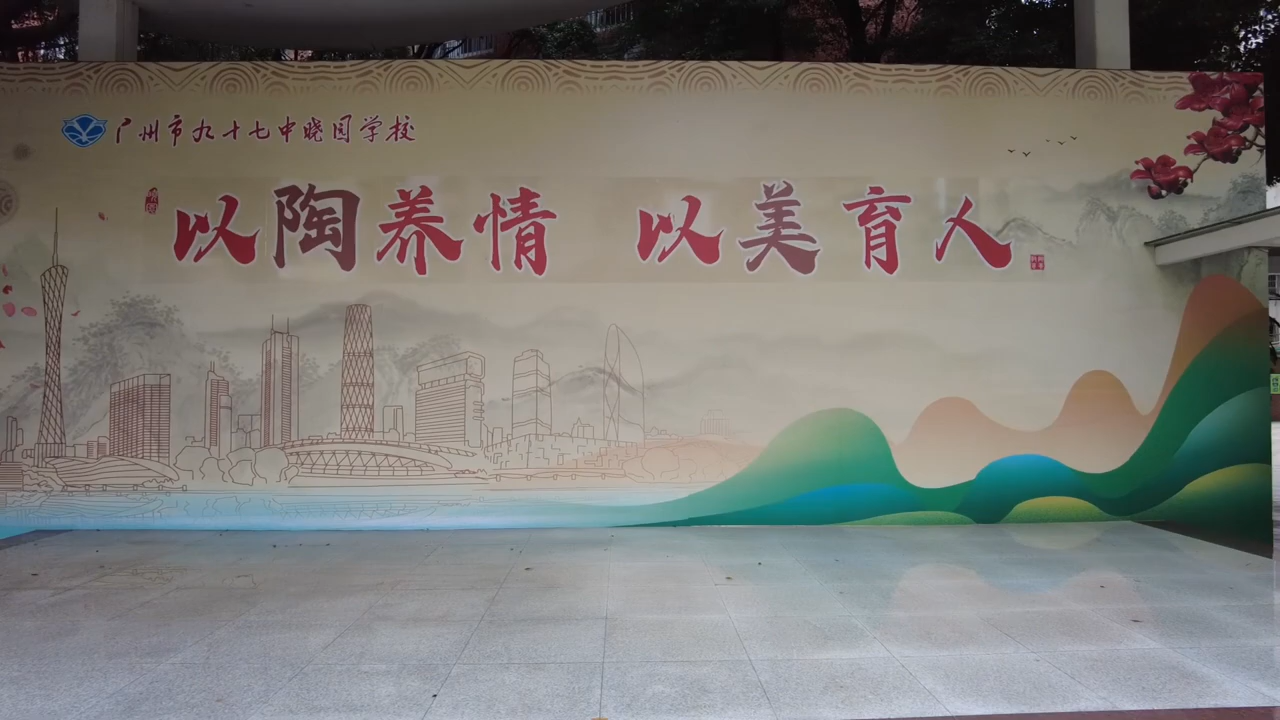 广州市九十七中晓园学校
以陶养情 以美育人